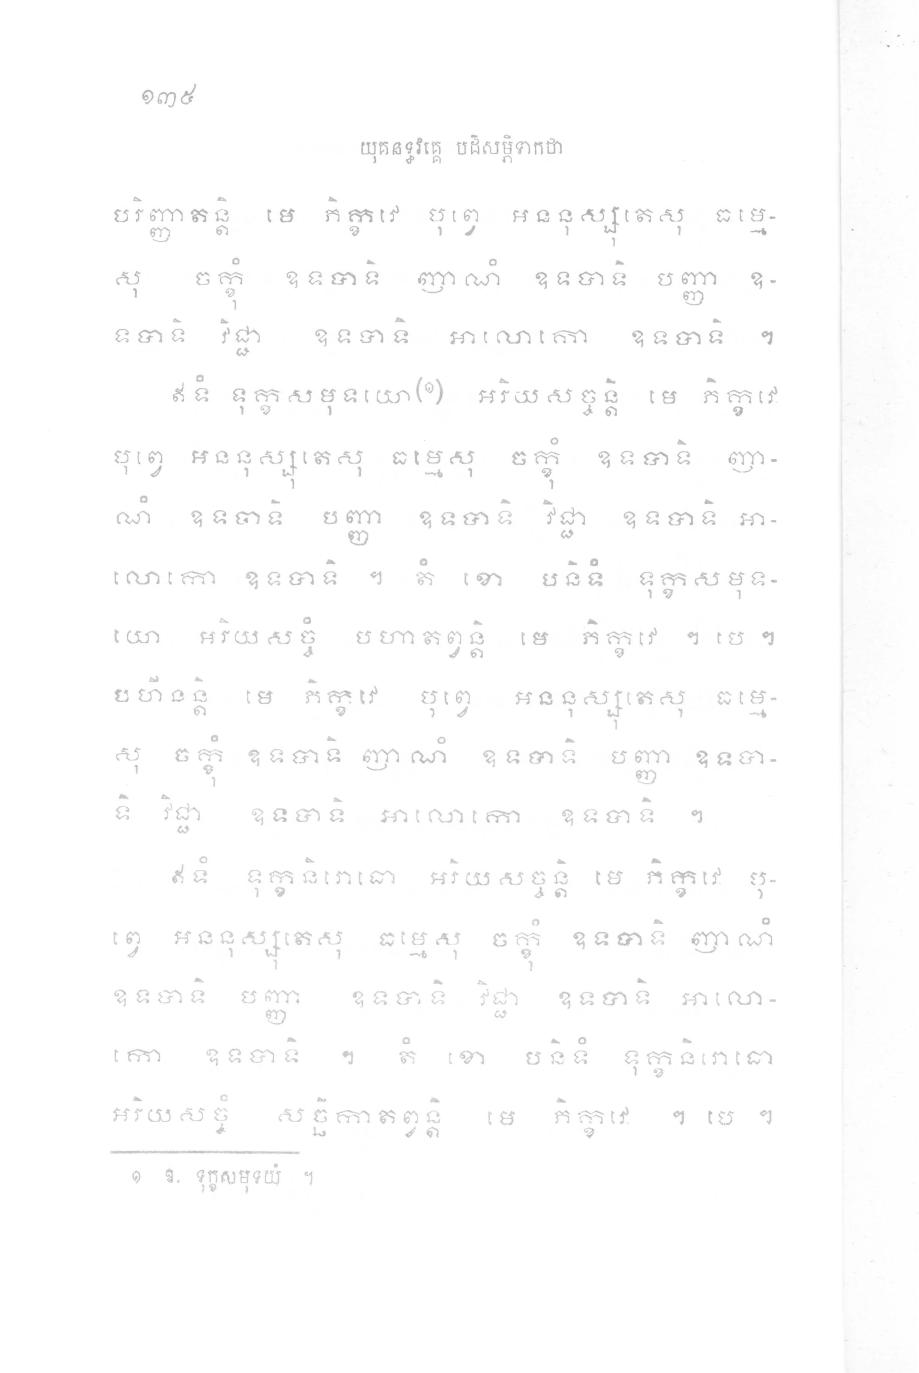 ១៣៥
យុគនទ្ធវគ្គេ បដិសម្ភិទាកថា
បរិញ្ញាតន្តិ មេ ភិក្ខវេ បុព្វេ អននុស្សុតេសុ ធម្មេ-
សុ ចក្ខុំ ឧទបាទិ ញាណំ ឧទបាទិ បញ្ញា ឧ-
ទបាទិ វិជ្ជា ឧទបាទិ អាលោកោ ឧទបាទិ ។
ឥទំ ទុក្ខសមុទយោ(១) អរិយសច្ចន្តិ មេ ភិក្ខវេ
បុព្វេ អននុស្សុតេសុ ធម្មេសុ ចក្ខុំ ឧទបាទិ ញា-
ណំ ឧទបាទិ បញ្ញា ឧទបាទិ វិជ្ជា ឧទបាទិ អា-
លោកោ ឧទបាទិ ។ តំ ខោ បនិទំ ទុក្ខសមុទ-
យោ អរិយសច្ចំ បហាតព្វន្តិ មេ ភិក្ខវេ ។ បេ ។
បហីនន្តិ មេ ភិក្ខវេ បុព្វេ អននុស្សុតេសុ ធម្មេ-
សុ ចក្ខុំ ឧទបាទិ ញាណំ ឧទបាទិ បញ្ញា ឧទបា-
ទិ វិជ្ជា ឧទបាទិ អាលោកោ ឧទបាទិ ។
ឥទំ ទុក្ខនិរោធោ អរិយសច្ចន្តិ មេ ភិក្ខវេ បុ-
ព្វេ អននុស្សុតេសុ ធម្មេសុ ចក្ខុំ ឧទបាទិ ញាណំ
ឧទបាទិ បញ្ញា ឧទបាទិ វិជ្ជា ឧទបាទិ អាលោ-
កោ ឧទបាទិ ។ តំ ខោ បនិទំ ទុក្ខនិរោធោ
អរិយសច្ចំ សច្ឆិកាតព្វន្តិ មេ ភិក្ខវេ ។ បេ ។
១ ឱ. ទុក្ខសមុទយំ ។